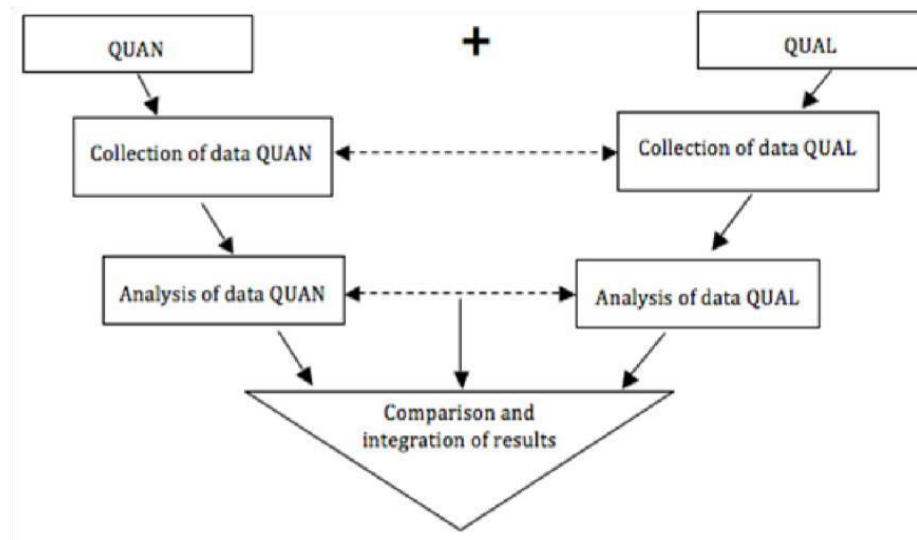 QUAN
+
QUAL
Collection of data QUAN
Collection of data QUAL
Analysis of data QUAN
Analysis of data QUAL
Comparison and
integration of results